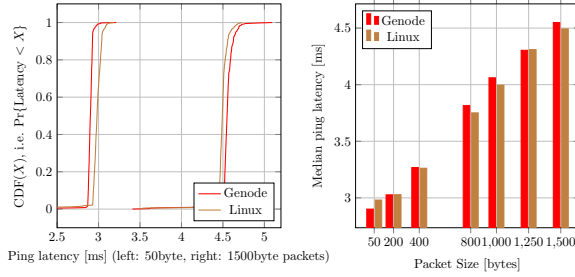 CDF(X), i.e. Pr{Latency < X}
1
0.8
0.6
0.4
0.2
0
Genode
Linux
2.5 3 3.5 4 4.5 5
Ping latency [ms] (left: 50byte, right: 1500byte packets)
Median ping latency [ms]
4.5
4
3.5
3
Genode
Linux
50 200 400 800 1,000 1,250 1,500
Packet Size [bytes]